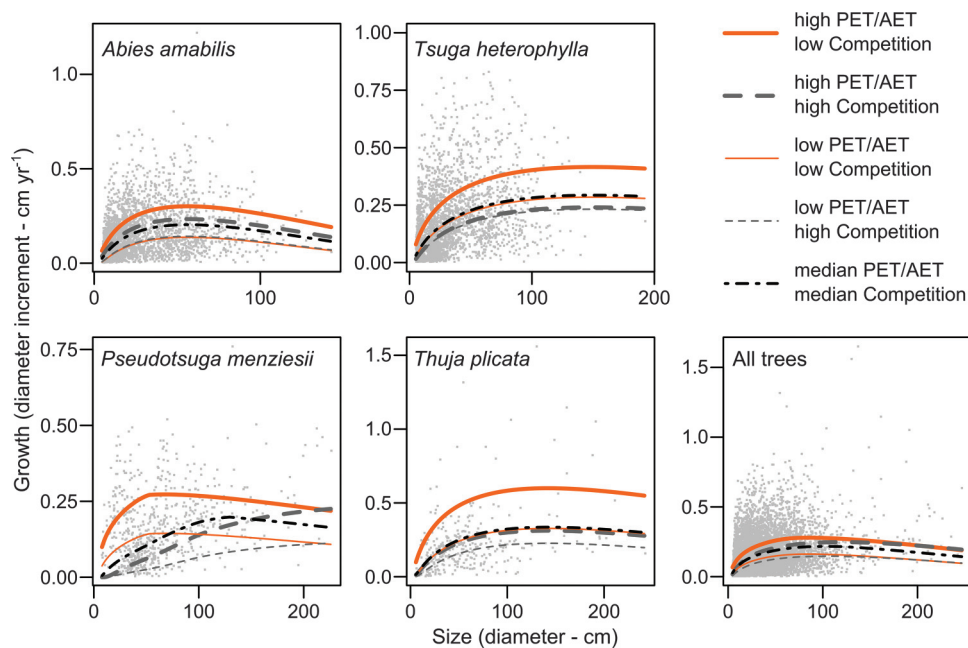 Abies amabilis
1.0
0.5
0.0
0
100
Tsuga heterophylla
1.00
0.75
0.50
0.25
0.00
0
100
200
high PET/AET
low Competition
high PET/AET
high Competition
low PET/AET
low Competition
low PET/AET
high Competition
median PET/AET
median Competition
Growth (diameter increment - cm yr⁻¹)
Pseudotsuga menziesii
0.75
0.50
0.25
0.00
0
100
200
Thuja plicata
1.5
1.0
0.5
0.0
0
100
200
All trees
1.5
1.0
0.5
0.0
0
100
200
Size (diameter - cm)